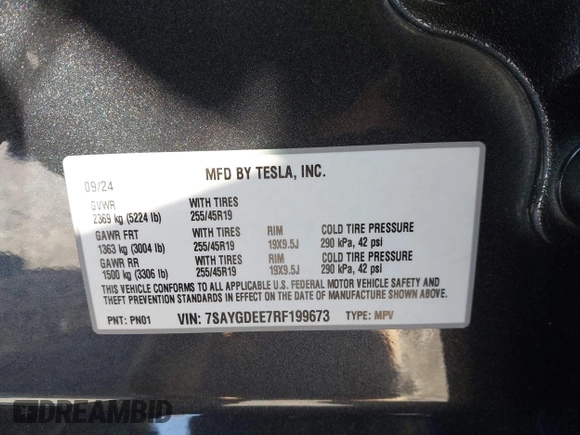 MFD BY TESLA, INC.
09/24
GVWR WITH TIRES
2369 kg (5224 lb) 255/45R19
GAWR FRT WITH TIRES RIM COLD TIRE PRESSURE
1363 kg (3004 lb) 255/45R19 19X9.5J 290 kPa, 42 psi
GAWR RR WITH TIRES RIM COLD TIRE PRESSURE
1500 kg (3306 lb) 255/45R19 19X9.5J 290 kPa, 42 psi
THIS VEHICLE CONFORMS TO ALL APPLICABLE U.S. FEDERAL MOTOR VEHICLE SAFETY AND
THEFT PREVENTION STANDARDS IN EFFECT ON THE DATE OF MANUFACTURE SHOWN ABOVE.
PNT: PN01 VIN: 7SAYGDEE7RF199673 TYPE: MPV
DREAMBID